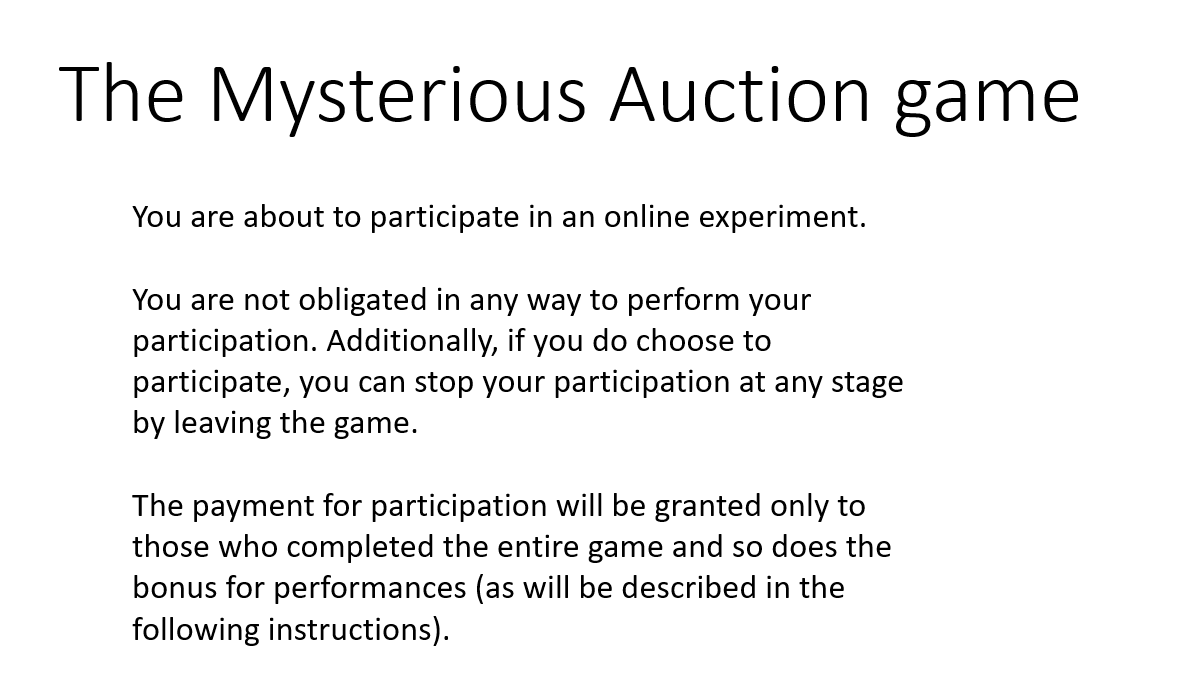 The Mysterious Auction game
You are about to participate in an online experiment.
You are not obligated in any way to perform your
participation. Additionally, if you do choose to
participate, you can stop your participation at any stage
by leaving the game.
The payment for participation will be granted only to
those who completed the entire game and so does the
bonus for performances (as will be described in the
following instructions).